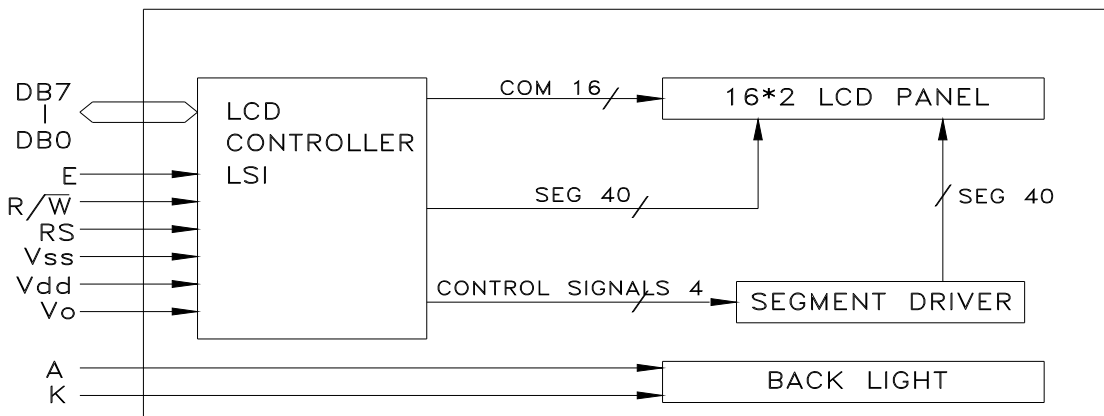 DB7
DB0
E
R/W̅
RS
Vss
Vdd
Vo
A
K
LCD
CONTROLLER
LSI
COM 16
16*2 LCD PANEL
SEG 40
SEG 40
CONTROL SIGNALS 4
SEGMENT DRIVER
BACK LIGHT